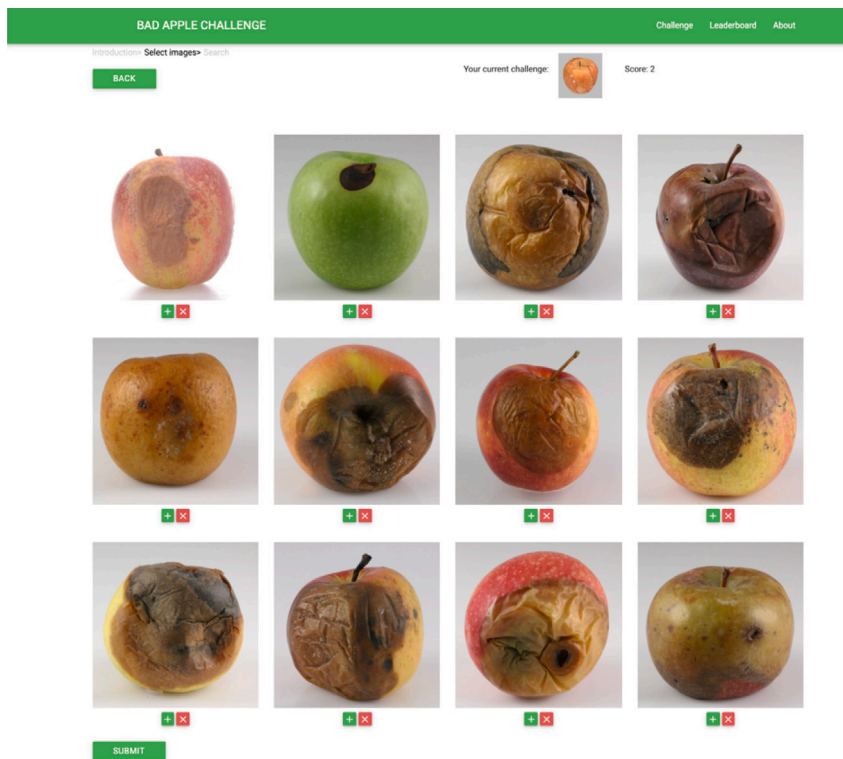 BAD APPLE CHALLENGE
Challenge Leaderboard About
Introduction> Select images> Search
BACK
Your current challenge:
Score: 2
SUBMIT